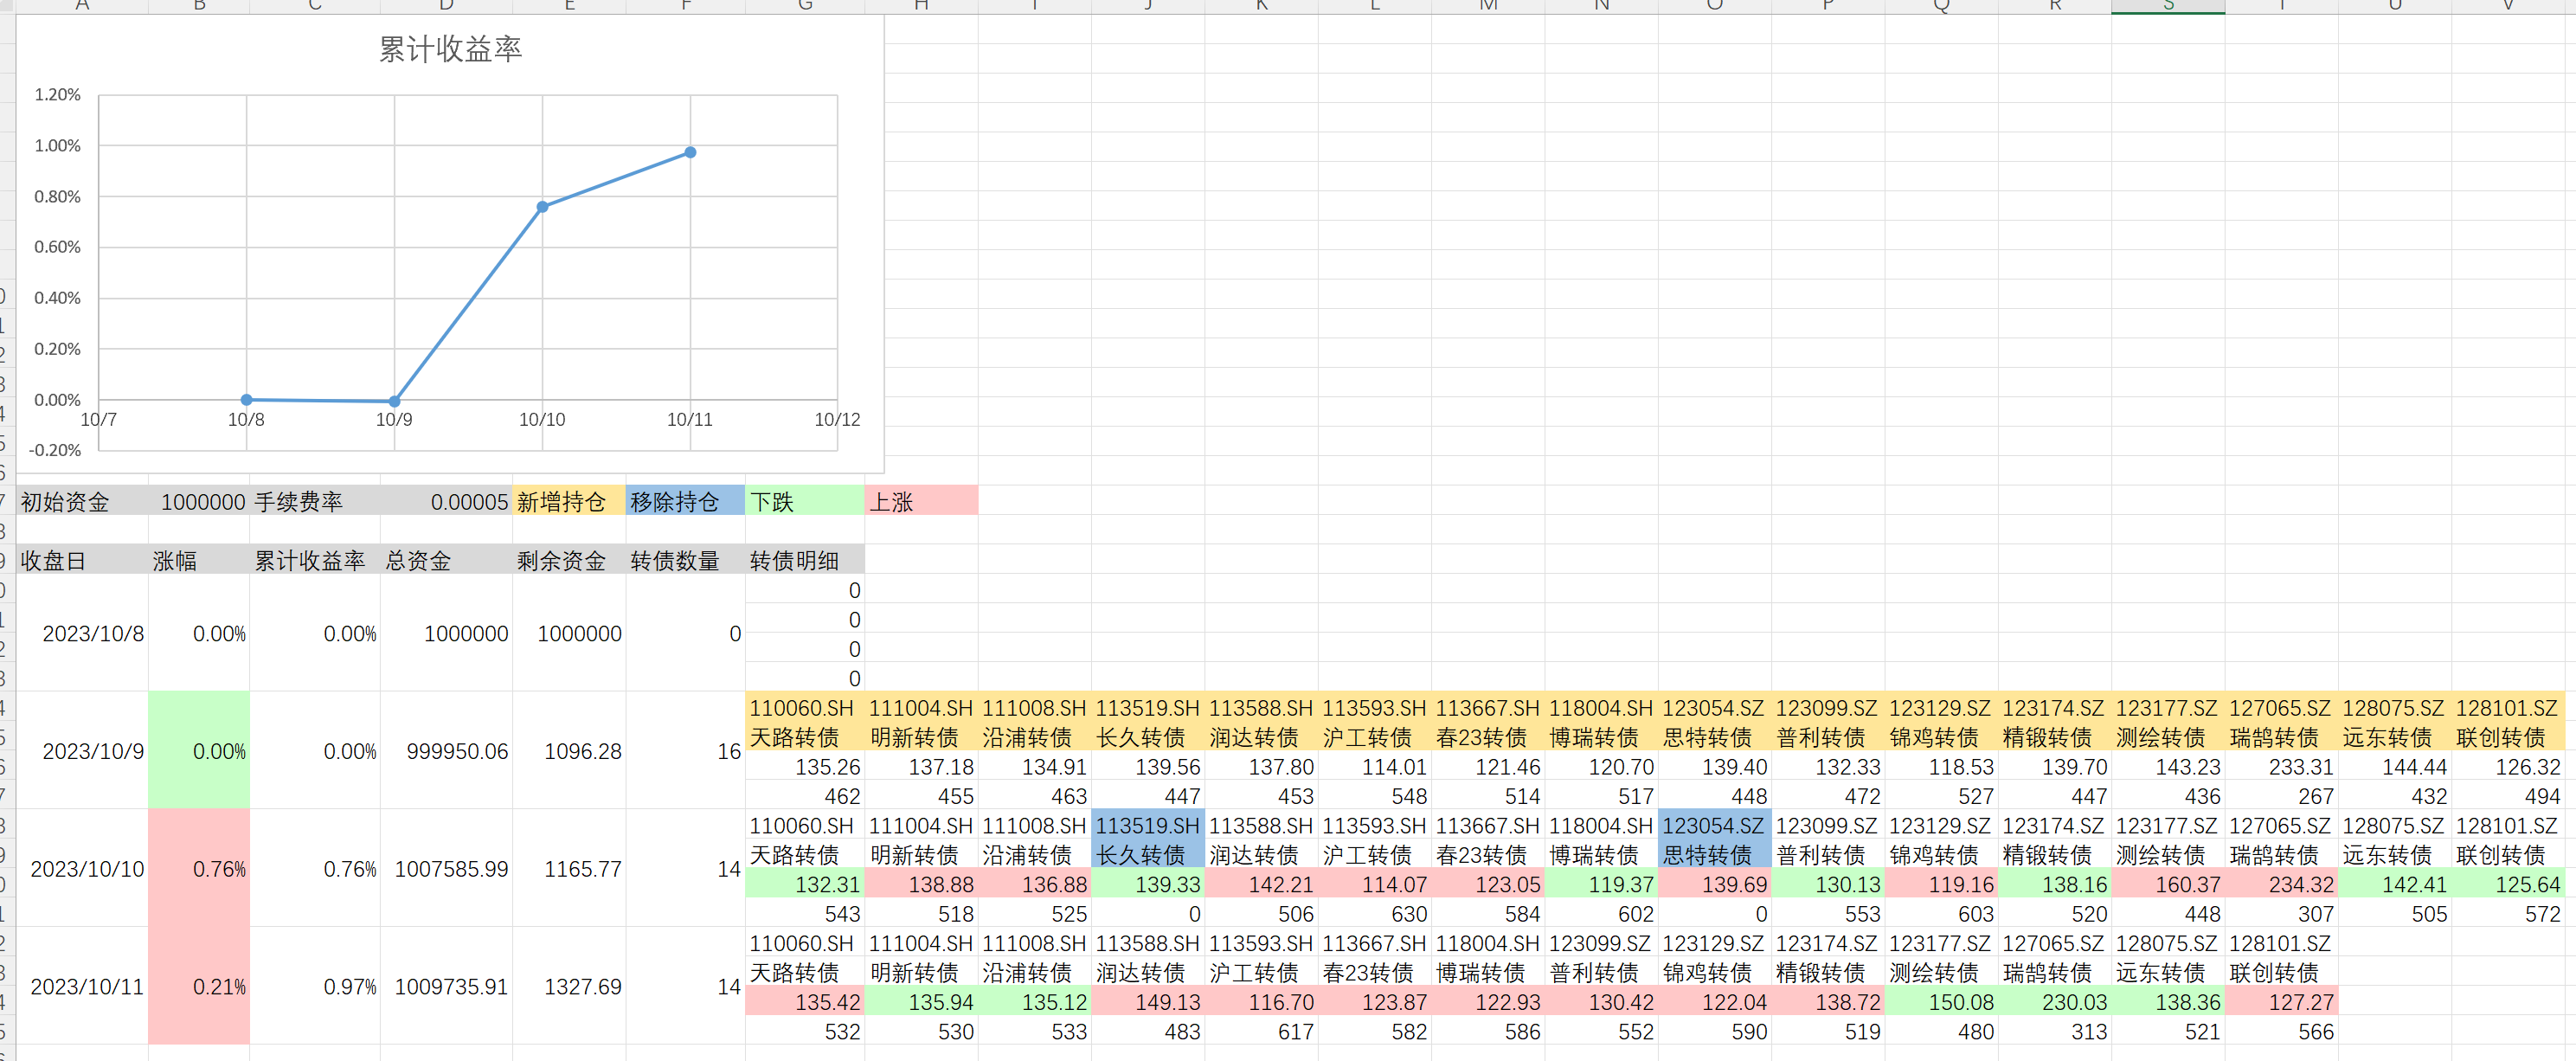 A B C D E F G H I J K L M N O P Q R S T U V
累计收益率
1.20%
1.00%
0.80%
0.60%
0.40%
0.20%
0.00%
10/7 10/8 10/9 10/10 10/11 10/12
-0.20%
初始资金 1000000 手续费率 0.00005 新增持仓 移除持仓 下跌 上涨
收盘日 涨幅 累计收益率 总资金 剩余资金 转债数量 转债明细
0
0
2023/10/8 0.00% 0.00% 1000000 1000000 0
0
0
110060.SH 111004.SH 111008.SH 113519.SH 113588.SH 113593.SH 113667.SH 118004.SH 123054.SZ 123099.SZ 123129.SZ 123174.SZ 123177.SZ 127065.SZ 128075.SZ 128101.SZ
天路转债 明新转债 沿浦转债 长久转债 润达转债 沪工转债 春23转债 博瑞转债 思特转债 普利转债 锦鸡转债 精锻转债 测绘转债 瑞鹄转债 远东转债 联创转债
2023/10/9 0.00% 0.00% 999950.06 1096.28 16
135.26 137.18 134.91 139.56 137.80 114.01 121.46 120.70 139.40 132.33 118.53 139.70 143.23 233.31 144.44 126.32
462 455 463 447 453 548 514 517 448 472 527 447 436 267 432 494
110060.SH 111004.SH 111008.SH 113519.SH 113588.SH 113593.SH 113667.SH 118004.SH 123054.SZ 123099.SZ 123129.SZ 123174.SZ 123177.SZ 127065.SZ 128075.SZ 128101.SZ
天路转债 明新转债 沿浦转债 长久转债 润达转债 沪工转债 春23转债 博瑞转债 思特转债 普利转债 锦鸡转债 精锻转债 测绘转债 瑞鹄转债 远东转债 联创转债
2023/10/10 0.76% 0.76% 1007585.99 1165.77 14
132.31 138.88 136.88 139.33 142.21 114.07 123.05 119.37 139.69 130.13 119.16 138.16 160.37 234.32 142.41 125.64
543 518 525 0 506 630 584 602 0 553 603 520 448 307 505 572
110060.SH 111004.SH 111008.SH 113588.SH 113593.SH 113667.SH 118004.SH 123099.SZ 123129.SZ 123174.SZ 123177.SZ 127065.SZ 128075.SZ 128101.SZ
天路转债 明新转债 沿浦转债 润达转债 沪工转债 春23转债 博瑞转债 普利转债 锦鸡转债 精锻转债 测绘转债 瑞鹄转债 远东转债 联创转债
2023/10/11 0.21% 0.97% 1009735.91 1327.69 14
135.42 135.94 135.12 149.13 116.70 123.87 122.93 130.42 122.04 138.72 150.08 230.03 138.36 127.27
532 530 533 483 617 582 586 552 590 519 480 313 521 566